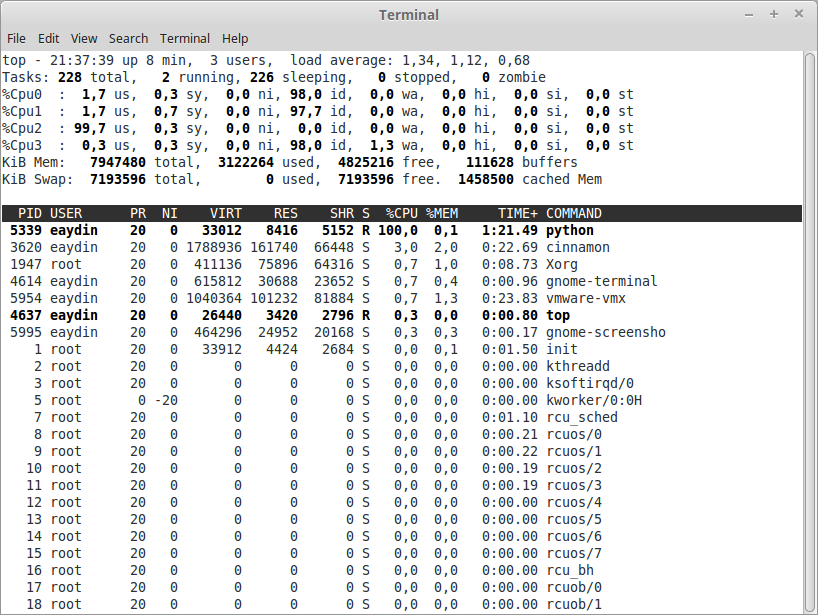 Terminal
File Edit View Search Terminal Help
top - 21:37:39 up 8 min,  3 users,  load average: 1,34, 1,12, 0,68
Tasks: 228 total,   2 running, 226 sleeping,   0 stopped,   0 zombie
%Cpu0  :  1,7 us,  0,3 sy,  0,0 ni, 98,0 id,  0,0 wa,  0,0 hi,  0,0 si,  0,0 st
%Cpu1  :  1,7 us,  0,7 sy,  0,0 ni, 97,7 id,  0,0 wa,  0,0 hi,  0,0 si,  0,0 st
%Cpu2  : 99,7 us,  0,3 sy,  0,0 ni,  0,0 id,  0,0 wa,  0,0 hi,  0,0 si,  0,0 st
%Cpu3  :  0,3 us,  0,3 sy,  0,0 ni, 98,0 id,  1,3 wa,  0,0 hi,  0,0 si,  0,0 st
KiB Mem:   7947480 total,  3122264 used,  4825216 free,   111628 buffers
KiB Swap:  7193596 total,        0 used,  7193596 free.  1458500 cached Mem
  PID USER      PR  NI    VIRT    RES    SHR S  %CPU %MEM     TIME+ COMMAND
 5339 eaydin    20   0   33012   8416   5152 R 100,0  0,1   1:21.49 python
 3620 eaydin    20   0 1788936 161740  66448 S   3,0  2,0   0:22.69 cinnamon
 1947 root      20   0  411136  75896  64316 S   0,7  1,0   0:08.73 Xorg
 4614 eaydin    20   0  615812  30688  23652 S   0,7  0,4   0:00.96 gnome-terminal
 5954 eaydin    20   0 1040364 101232  81884 S   0,7  1,3   0:23.83 vmware-vmx
 4637 eaydin    20   0   26440   3420   2796 R   0,3  0,0   0:00.80 top
 5995 eaydin    20   0  464296  24952  20168 S   0,3  0,3   0:00.17 gnome-screensho
    1 root      20   0   33912   4424   2684 S   0,0  0,1   0:01.50 init
    2 root      20   0       0      0      0 S   0,0  0,0   0:00.00 kthreadd
    3 root      20   0       0      0      0 S   0,0  0,0   0:00.00 ksoftirqd/0
    5 root       0 -20       0      0      0 S   0,0  0,0   0:00.00 kworker/0:0H
    7 root      20   0       0      0      0 S   0,0  0,0   0:01.10 rcu_sched
    8 root      20   0       0      0      0 S   0,0  0,0   0:00.21 rcuos/0
    9 root      20   0       0      0      0 S   0,0  0,0   0:00.22 rcuos/1
   10 root      20   0       0      0      0 S   0,0  0,0   0:00.19 rcuos/2
   11 root      20   0       0      0      0 S   0,0  0,0   0:00.19 rcuos/3
   12 root      20   0       0      0      0 S   0,0  0,0   0:00.00 rcuos/4
   13 root      20   0       0      0      0 S   0,0  0,0   0:00.00 rcuos/5
   14 root      20   0       0      0      0 S   0,0  0,0   0:00.00 rcuos/6
   15 root      20   0       0      0      0 S   0,0  0,0   0:00.00 rcuos/7
   16 root      20   0       0      0      0 S   0,0  0,0   0:00.00 rcu_bh
   17 root      20   0       0      0      0 S   0,0  0,0   0:00.00 rcuob/0
   18 root      20   0       0      0      0 S   0,0  0,0   0:00.00 rcuob/1